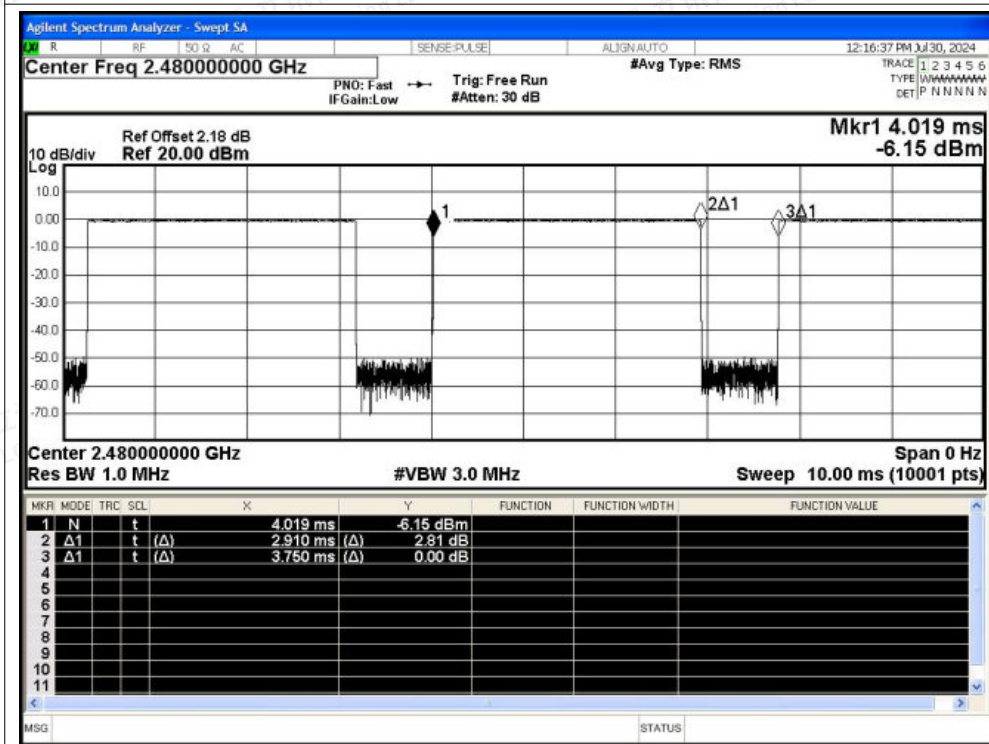 Agilent Spectrum Analyzer - Swept SA
LXI R RF 50 Ω AC SENSE:PULSE ALIGN AUTO 12:16:37 PM Jul 30, 2024
Center Freq 2.480000000 GHz
PNO: Fast
IFGain:Low
Trig: Free Run
#Atten: 30 dB
#Avg Type: RMS
TRACE 1 2 3 4 5 6
TYPE WWWWWW
DET P N N N N N
Mkr1 4.019 ms
-6.15 dBm
Ref Offset 2.18 dB
10 dB/div Ref 20.00 dBm
Log
10.0
0.00
-10.0
-20.0
-30.0
-40.0
-50.0
-60.0
-70.0
1
2Δ1
3Δ1
Center 2.480000000 GHz Span 0 Hz
Res BW 1.0 MHz #VBW 3.0 MHz Sweep 10.00 ms (10001 pts)
MKR MODE TRC SCL X Y FUNCTION FUNCTION WIDTH FUNCTION VALUE
1 N t 4.019 ms -6.15 dBm
2 Δ1 t (Δ) 2.910 ms (Δ) 2.81 dB
3 Δ1 t (Δ) 3.750 ms (Δ) 0.00 dB
4
5
6
7
8
9
10
11
MSG STATUS